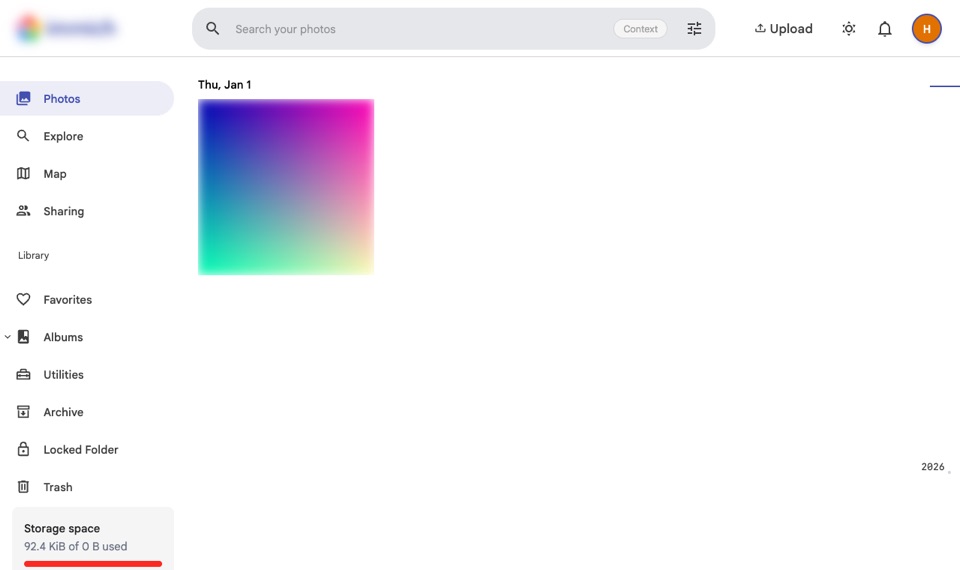 Search your photos
Context
Upload
H
Thu, Jan 1
Photos
Explore
Map
Sharing
Library
Favorites
Albums
Utilities
Archive
Locked Folder
Trash
Storage space
92.4 KiB of 0 B used
2026